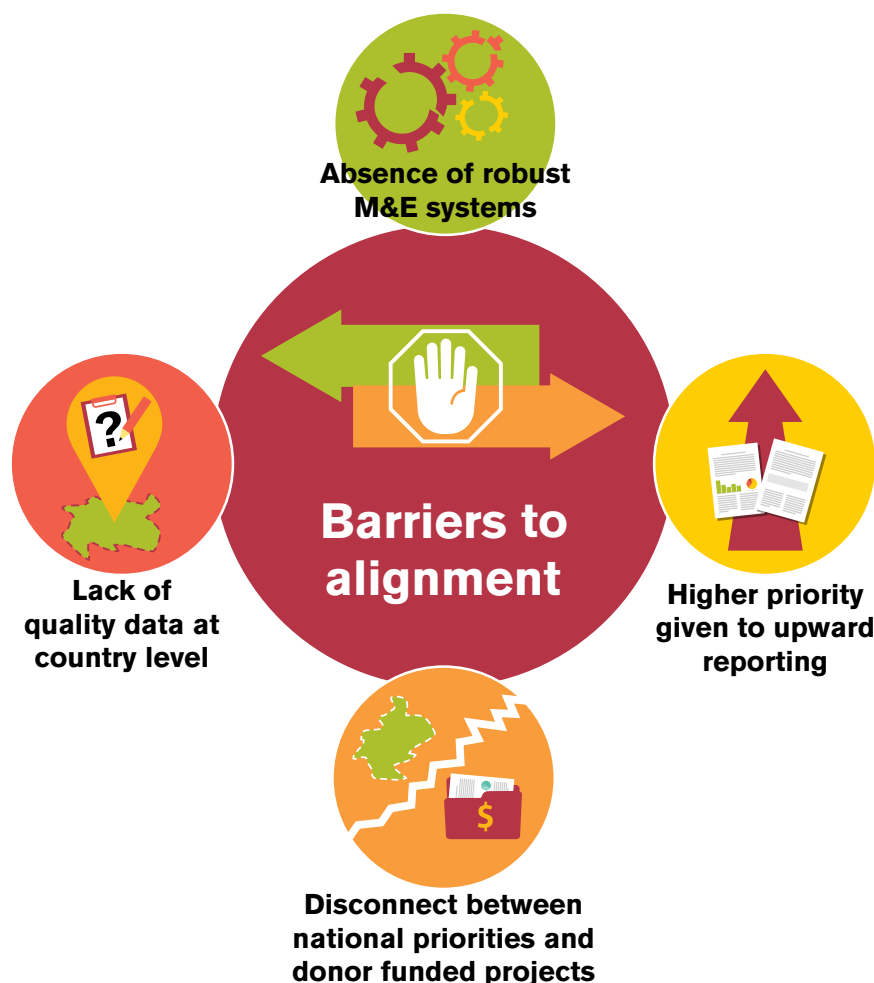 Absence of robust
M&E systems
?
Barriers to
alignment
Lack of
quality data at
country level
Higher priority
given to upward
reporting
$
Disconnect between
national priorities and
donor funded projects